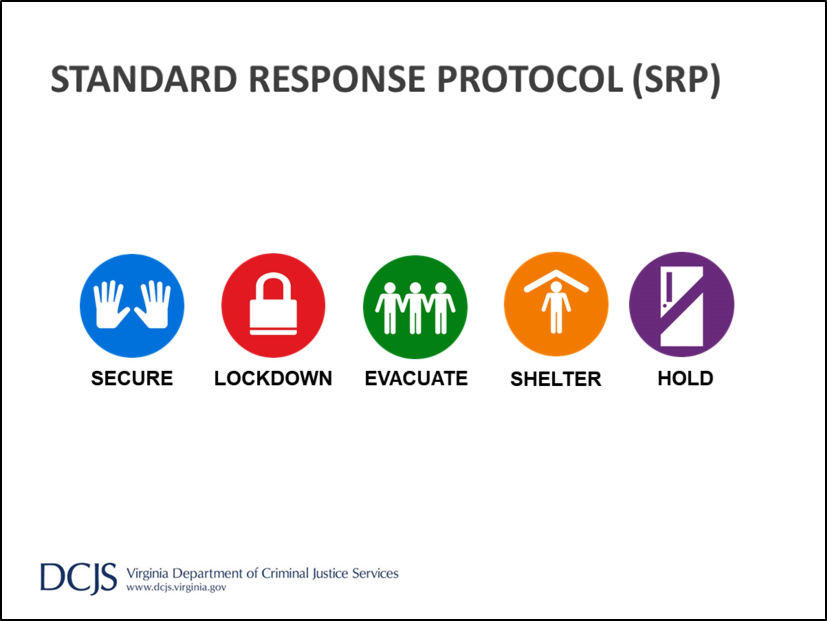 STANDARD RESPONSE PROTOCOL (SRP)
SECURE LOCKDOWN EVACUATE SHELTER HOLD
DCJS Virginia Department of Criminal Justice Services
www.dcjs.virginia.gov